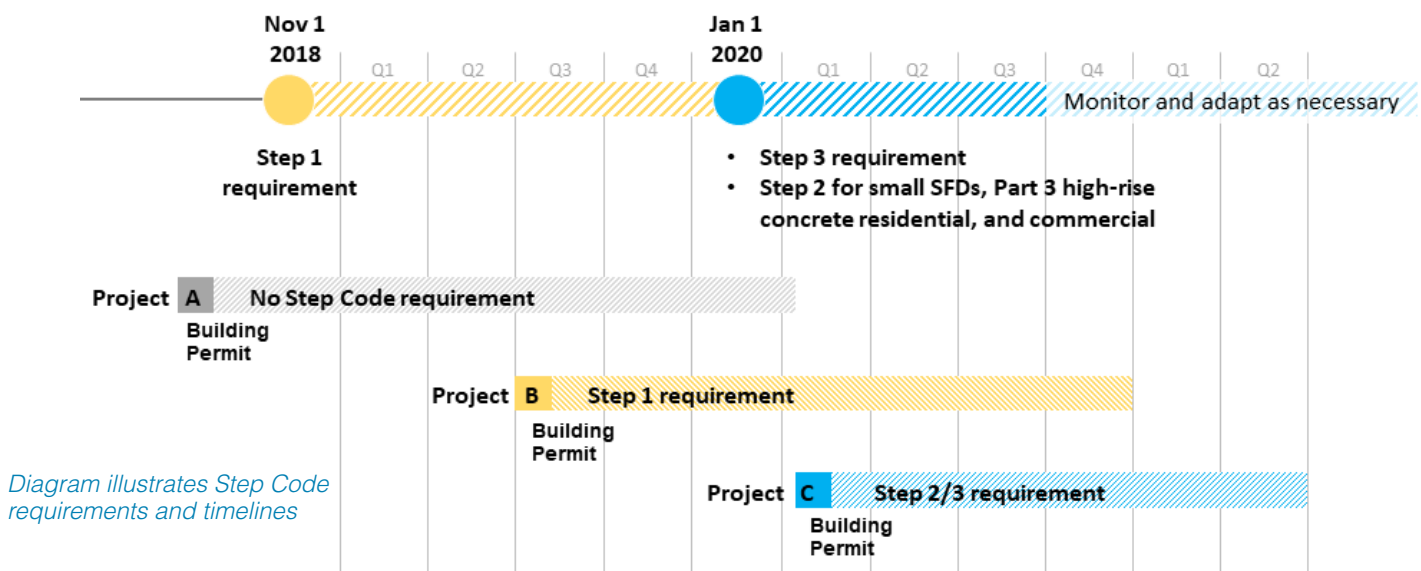 Nov 1
2018
Jan 1
2020
Q1 Q2 Q3 Q4 Q1 Q2 Q3 Q4 Q1 Q2
Monitor and adapt as necessary
Step 1
requirement
• Step 3 requirement
• Step 2 for small SFDs, Part 3 high-rise
concrete residential, and commercial
Project A No Step Code requirement
Building
Permit
Project B Step 1 requirement
Building
Permit
Diagram illustrates Step Code
requirements and timelines
Project C Step 2/3 requirement
Building
Permit